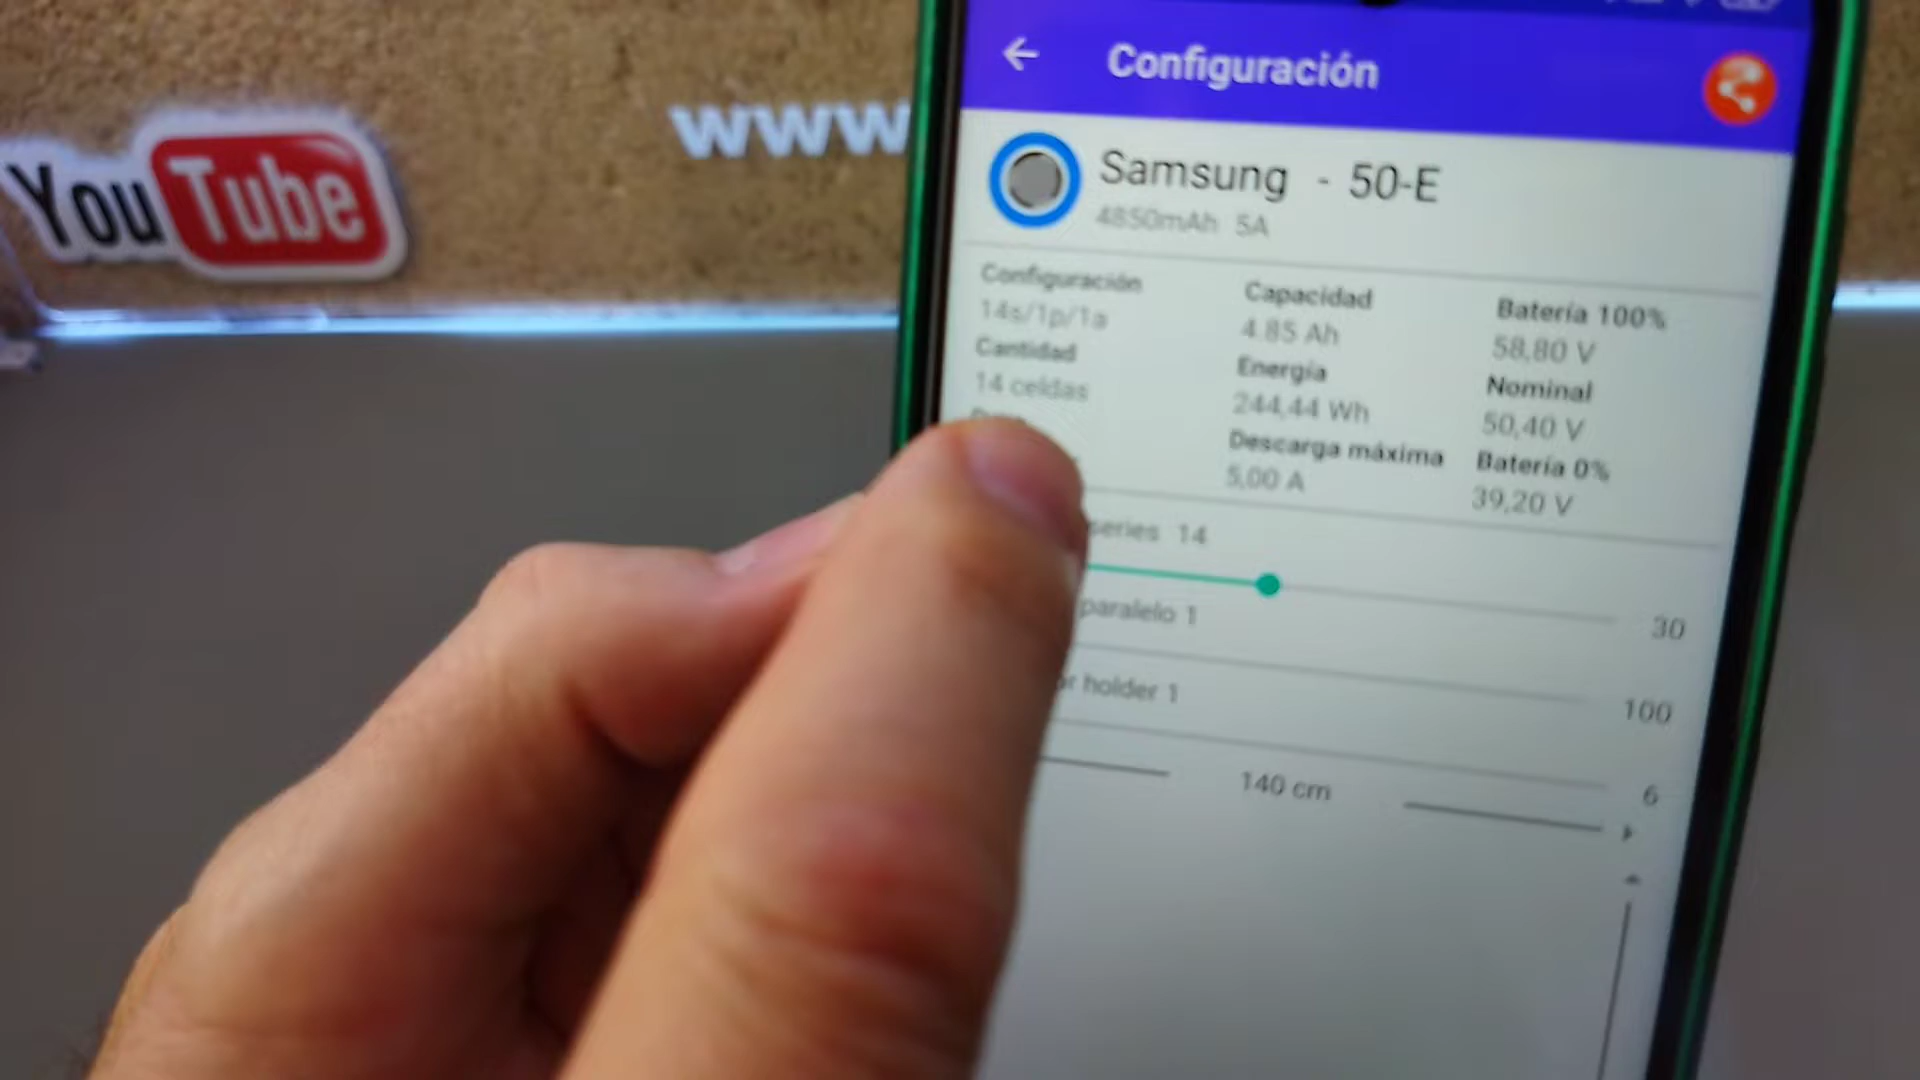 YouTube
www
Configuración
Samsung - 50-E
4850mAh 5A
Configuración
14s/1p/1a
Cantidad
14 celdas
Capacidad
4.85 Ah
Energía
244,44 Wh
Descarga máxima
5,00 A
Batería 100%
58,80 V
Nominal
50,40 V
Batería 0%
39,20 V
series 14
30
paralelo 1
100
holder 1
6
140 cm